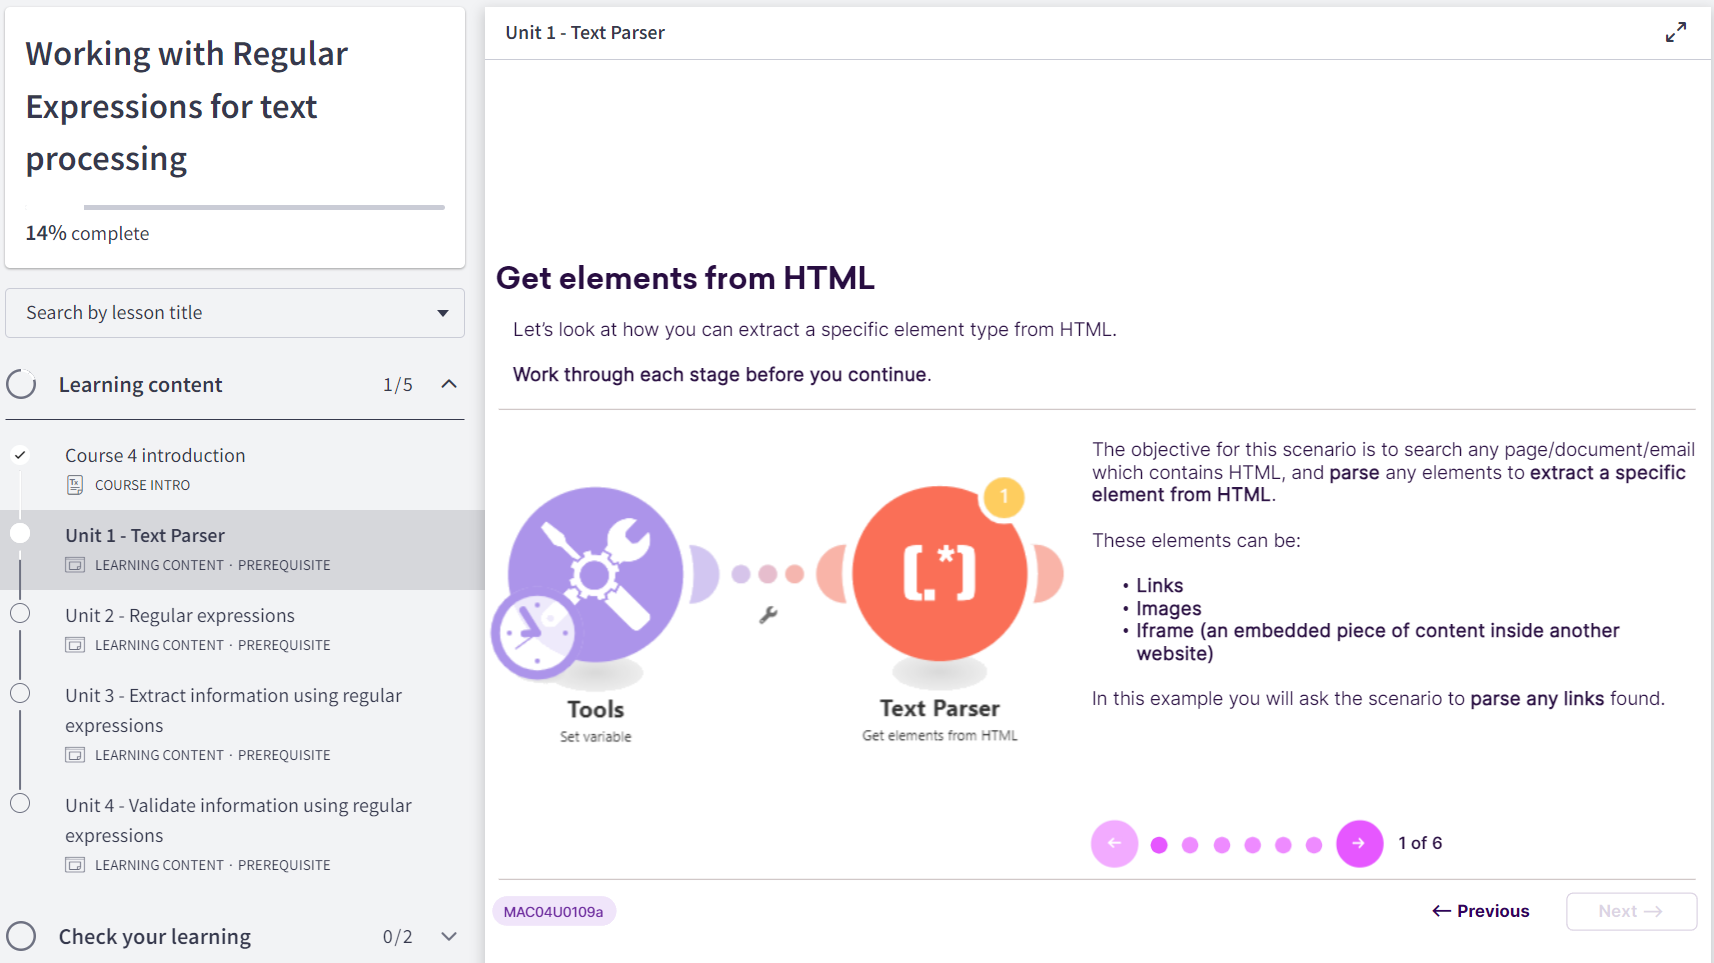 Working with Regular
Expressions for text
processing
14% complete
Search by lesson title
Learning content 1/5
Course 4 introduction
COURSE INTRO
Unit 1 - Text Parser
LEARNING CONTENT · PREREQUISITE
Unit 2 - Regular expressions
LEARNING CONTENT · PREREQUISITE
Unit 3 - Extract information using regular
expressions
LEARNING CONTENT · PREREQUISITE
Unit 4 - Validate information using regular
expressions
LEARNING CONTENT · PREREQUISITE
Check your learning 0/2
Unit 1 - Text Parser
Get elements from HTML
Let's look at how you can extract a specific element type from HTML.
Work through each stage before you continue.
1
[.*]
Tools
Set variable
Text Parser
Get elements from HTML
The objective for this scenario is to search any page/document/email
which contains HTML, and parse any elements to extract a specific
element from HTML.
These elements can be:
• Links
• Images
• Iframe (an embedded piece of content inside another
website)
In this example you will ask the scenario to parse any links found.
← → 1 of 6
MAC04U0109a
← Previous
Next →